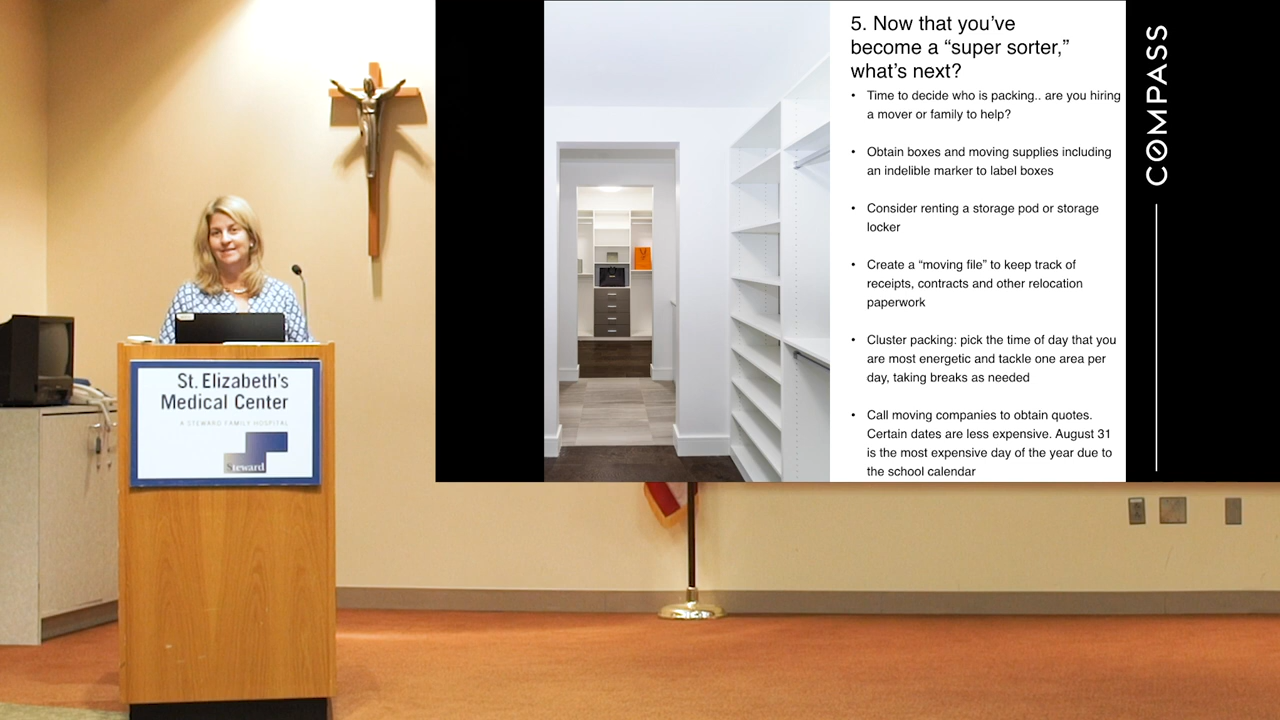 5. Now that you've
become a “super sorter,”
what's next?
• Time to decide who is packing.. are you hiring
a mover or family to help?
• Obtain boxes and moving supplies including
an indelible marker to label boxes
• Consider renting a storage pod or storage
locker
• Create a “moving file” to keep track of
receipts, contracts and other relocation
paperwork
• Cluster packing: pick the time of day that you
are most energetic and tackle one area per
day, taking breaks as needed
• Call moving companies to obtain quotes.
Certain dates are less expensive. August 31
is the most expensive day of the year due to
the school calendar
COMPASS
St. Elizabeth's
Medical Center
A STEWARD FAMILY HOSPITAL
Steward